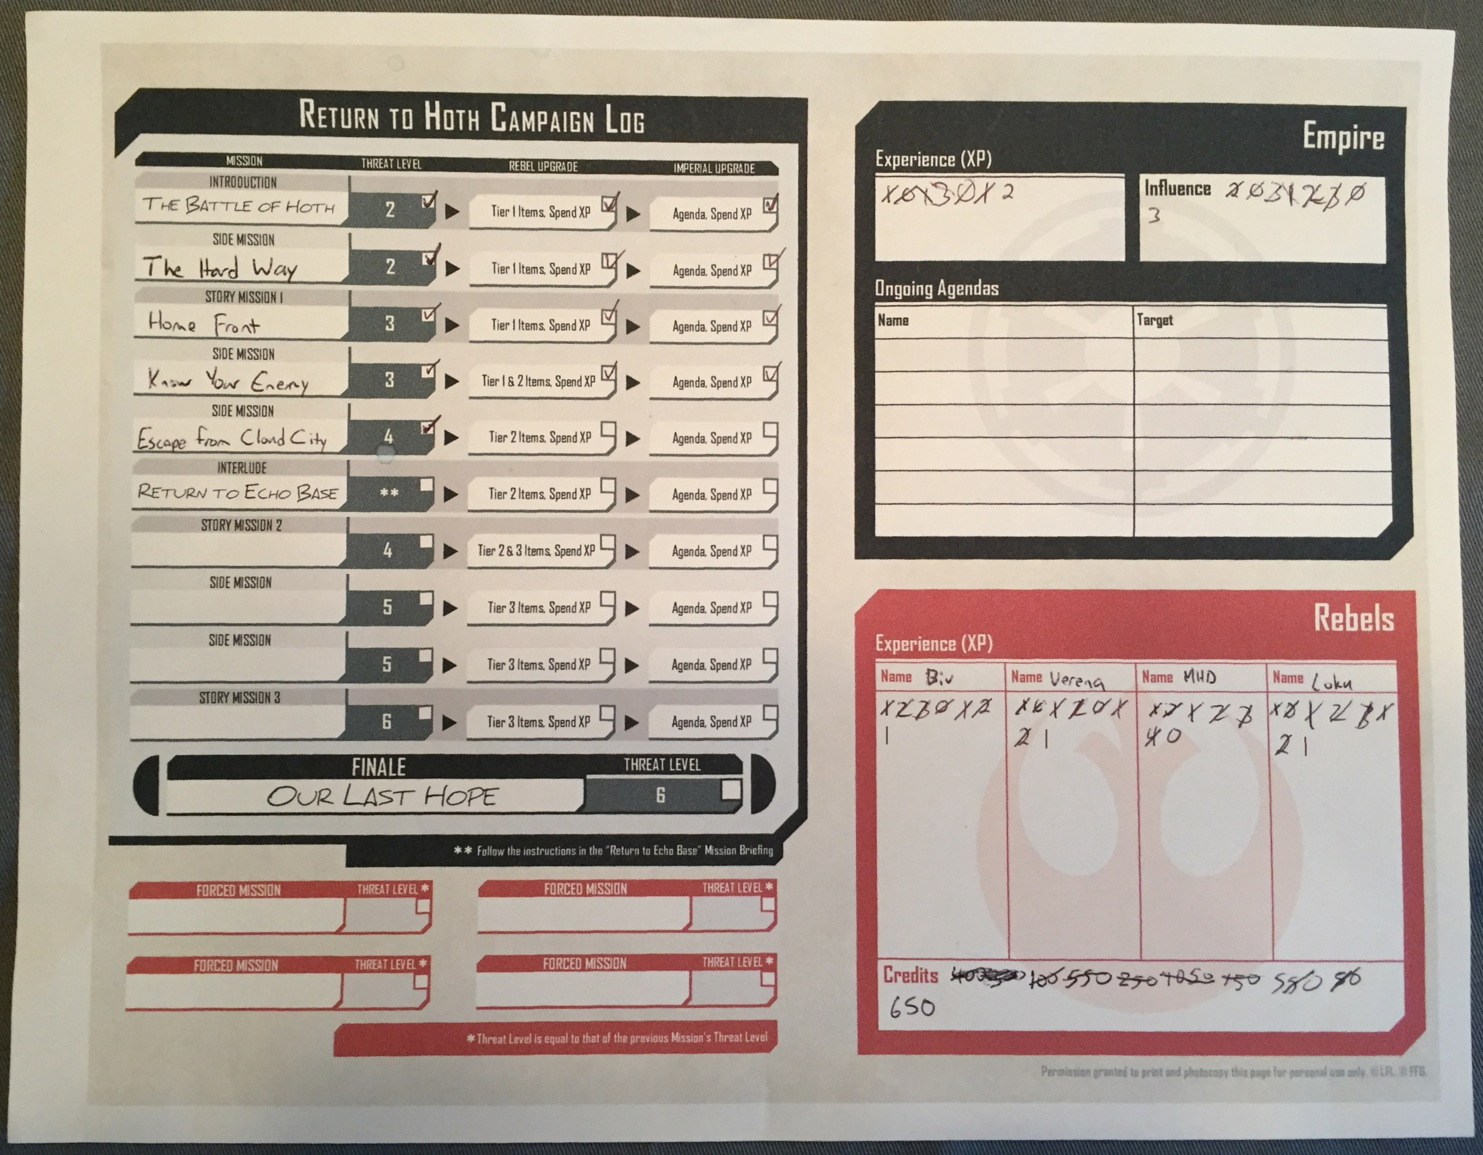 RETURN TO HOTH CAMPAIGN LOG
MISSION THREAT LEVEL REBEL UPGRADE IMPERIAL UPGRADE
INTRODUCTION
THE BATTLE OF HOTH 2 Tier 1 Items, Spend XP Agenda, Spend XP
SIDE MISSION
The Hard Way 2 Tier 1 Items, Spend XP Agenda, Spend XP
STORY MISSION 1
Home Front 3 Tier 1 Items, Spend XP Agenda, Spend XP
SIDE MISSION
Know Your Enemy 3 Tier 1 & 2 Items, Spend XP Agenda, Spend XP
SIDE MISSION
Escape from Cloud City 4 Tier 2 Items, Spend XP Agenda, Spend XP
INTERLUDE
RETURN TO ECHO BASE ** Tier 2 Items, Spend XP Agenda, Spend XP
STORY MISSION 2
4 Tier 2 & 3 Items, Spend XP Agenda, Spend XP
SIDE MISSION
5 Tier 3 Items, Spend XP Agenda, Spend XP
SIDE MISSION
5 Tier 3 Items, Spend XP Agenda, Spend XP
STORY MISSION 3
6 Tier 3 Items, Spend XP Agenda, Spend XP
FINALE THREAT LEVEL
OUR LAST HOPE 6
** Follow the instructions in the "Return to Echo Base" Mission Briefing
FORCED MISSION THREAT LEVEL * FORCED MISSION THREAT LEVEL *
FORCED MISSION THREAT LEVEL * FORCED MISSION THREAT LEVEL *
* Threat Level is equal to that of the previous Mission's Threat Level
Empire
Experience (XP)
2
Influence
3
Ongoing Agendas
Name Target
Rebels
Experience (XP)
Name Biv Name Verena Name MHD Name Loku
1 1 0 1
Credits 100 550 250 1050 150 550 50
650
Permission granted to print and photocopy this page for personal use only. © LFL © FFG.